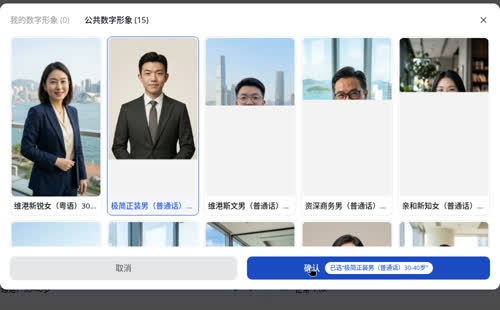 我的数字形象 (0) 公共数字形象 (15)
维港新锐女（粤语）30... 极简正装男（普通话）... 维港斯文男（普通话）... 资深商务男（普通话）... 亲和新知女（普通话）...
取消 确认 已选"极简正装男（普通话）30-40岁"